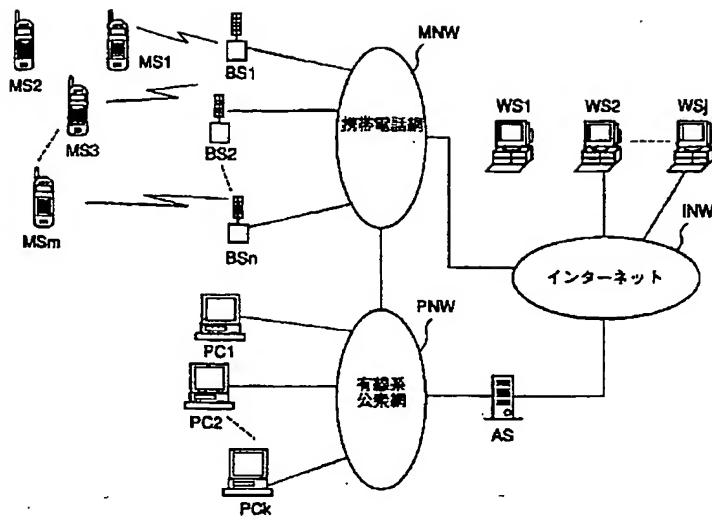 MNW
MS2
MS1
BS1
MS3
BS2
携帯電話網
WS1
WS2
WSj
MSm
BSn
INW
インターネット
PC1
PNW
PC2
有線系
公衆網
AS
PCk